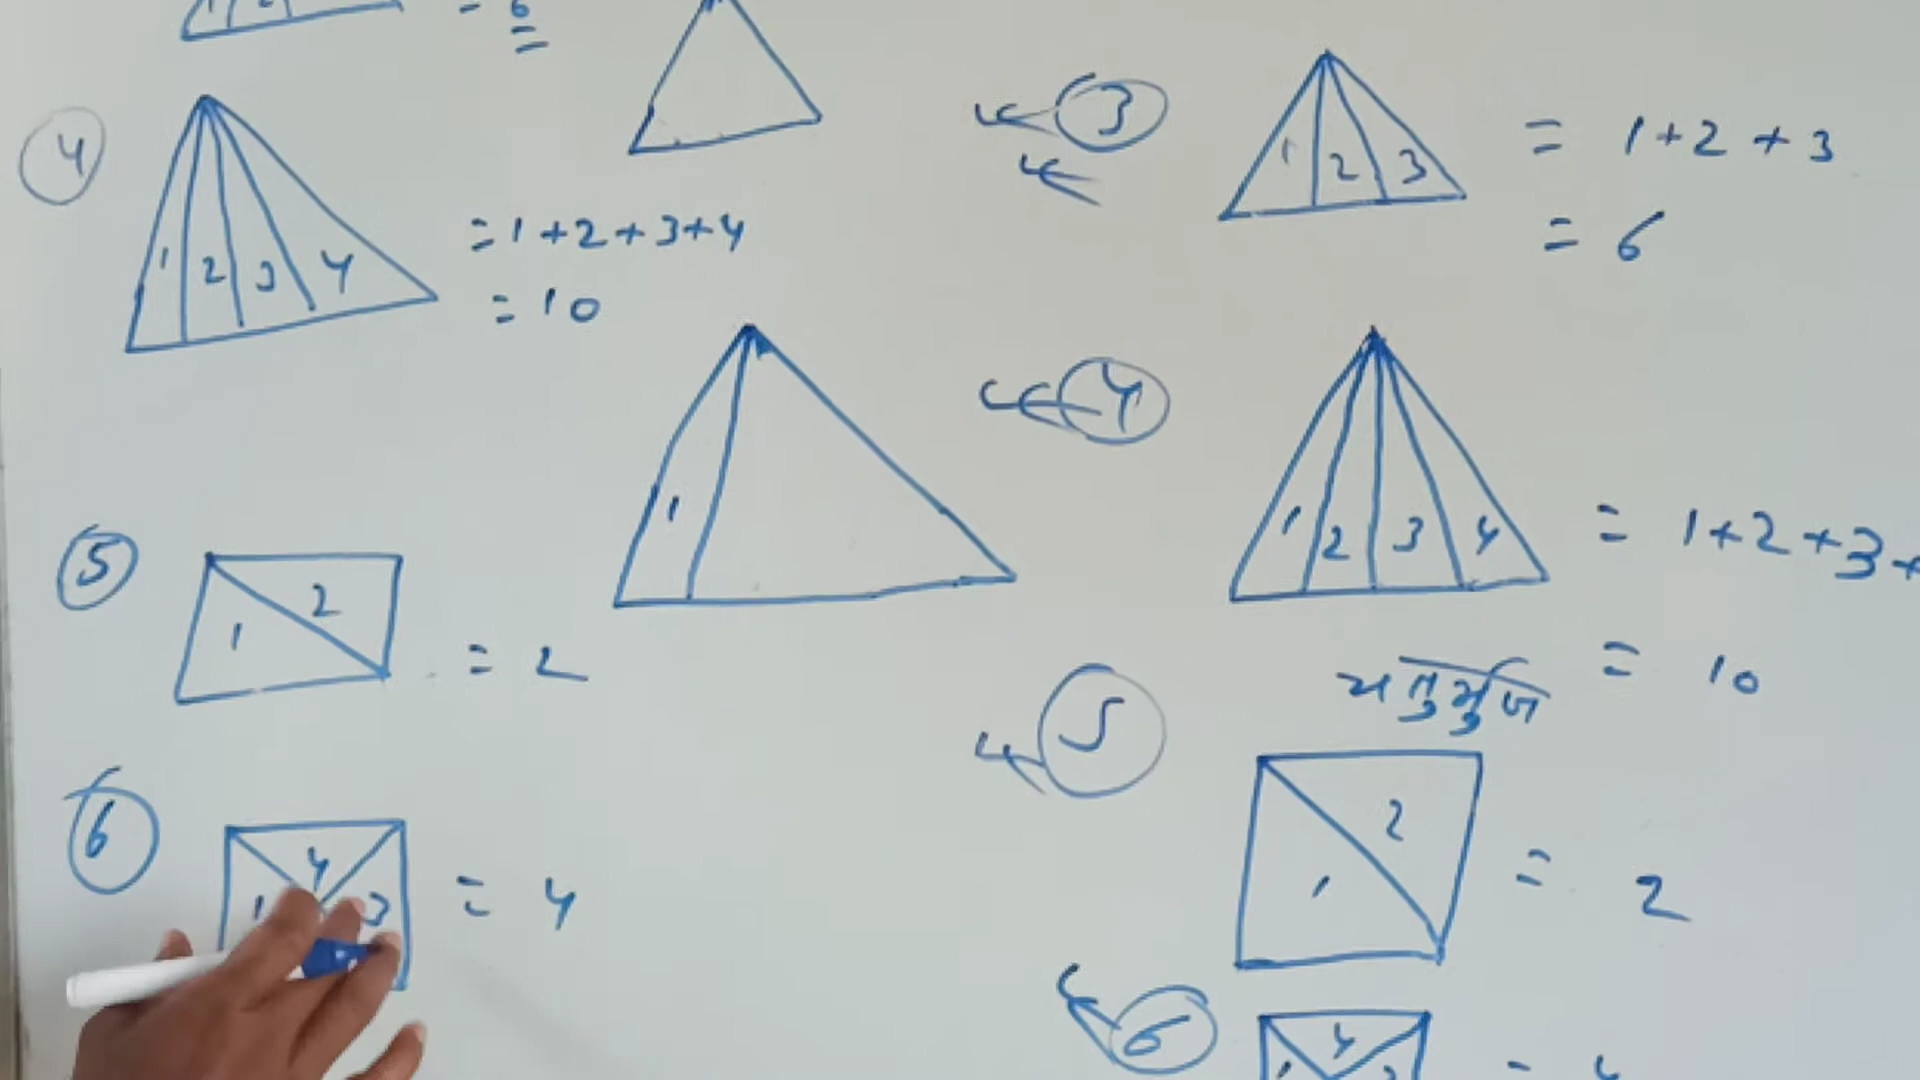 1 2 = 6
4
1 2 3 4
= 1 + 2 + 3 + 4
= 10
1
5
1 2
= 2
6
1 4 3
= 4
3
1 2 3
= 1 + 2 + 3
= 6
4
1 2 3 4
= 1 + 2 + 3 +
= 10
चतुर्भुज
5
1 2
= 2
6
4